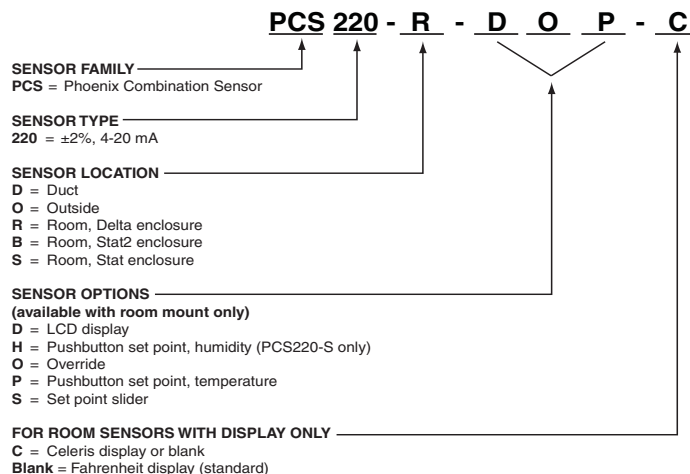 PCS 220 - R - D O P - C
SENSOR FAMILY
PCS = Phoenix Combination Sensor
SENSOR TYPE
220 = ±2%, 4-20 mA
SENSOR LOCATION
D = Duct
O = Outside
R = Room, Delta enclosure
B = Room, Stat2 enclosure
S = Room, Stat enclosure
SENSOR OPTIONS
(available with room mount only)
D = LCD display
H = Pushbutton set point, humidity (PCS220-S only)
O = Override
P = Pushbutton set point, temperature
S = Set point slider
FOR ROOM SENSORS WITH DISPLAY ONLY
C = Celeris display or blank
Blank = Fahrenheit display (standard)